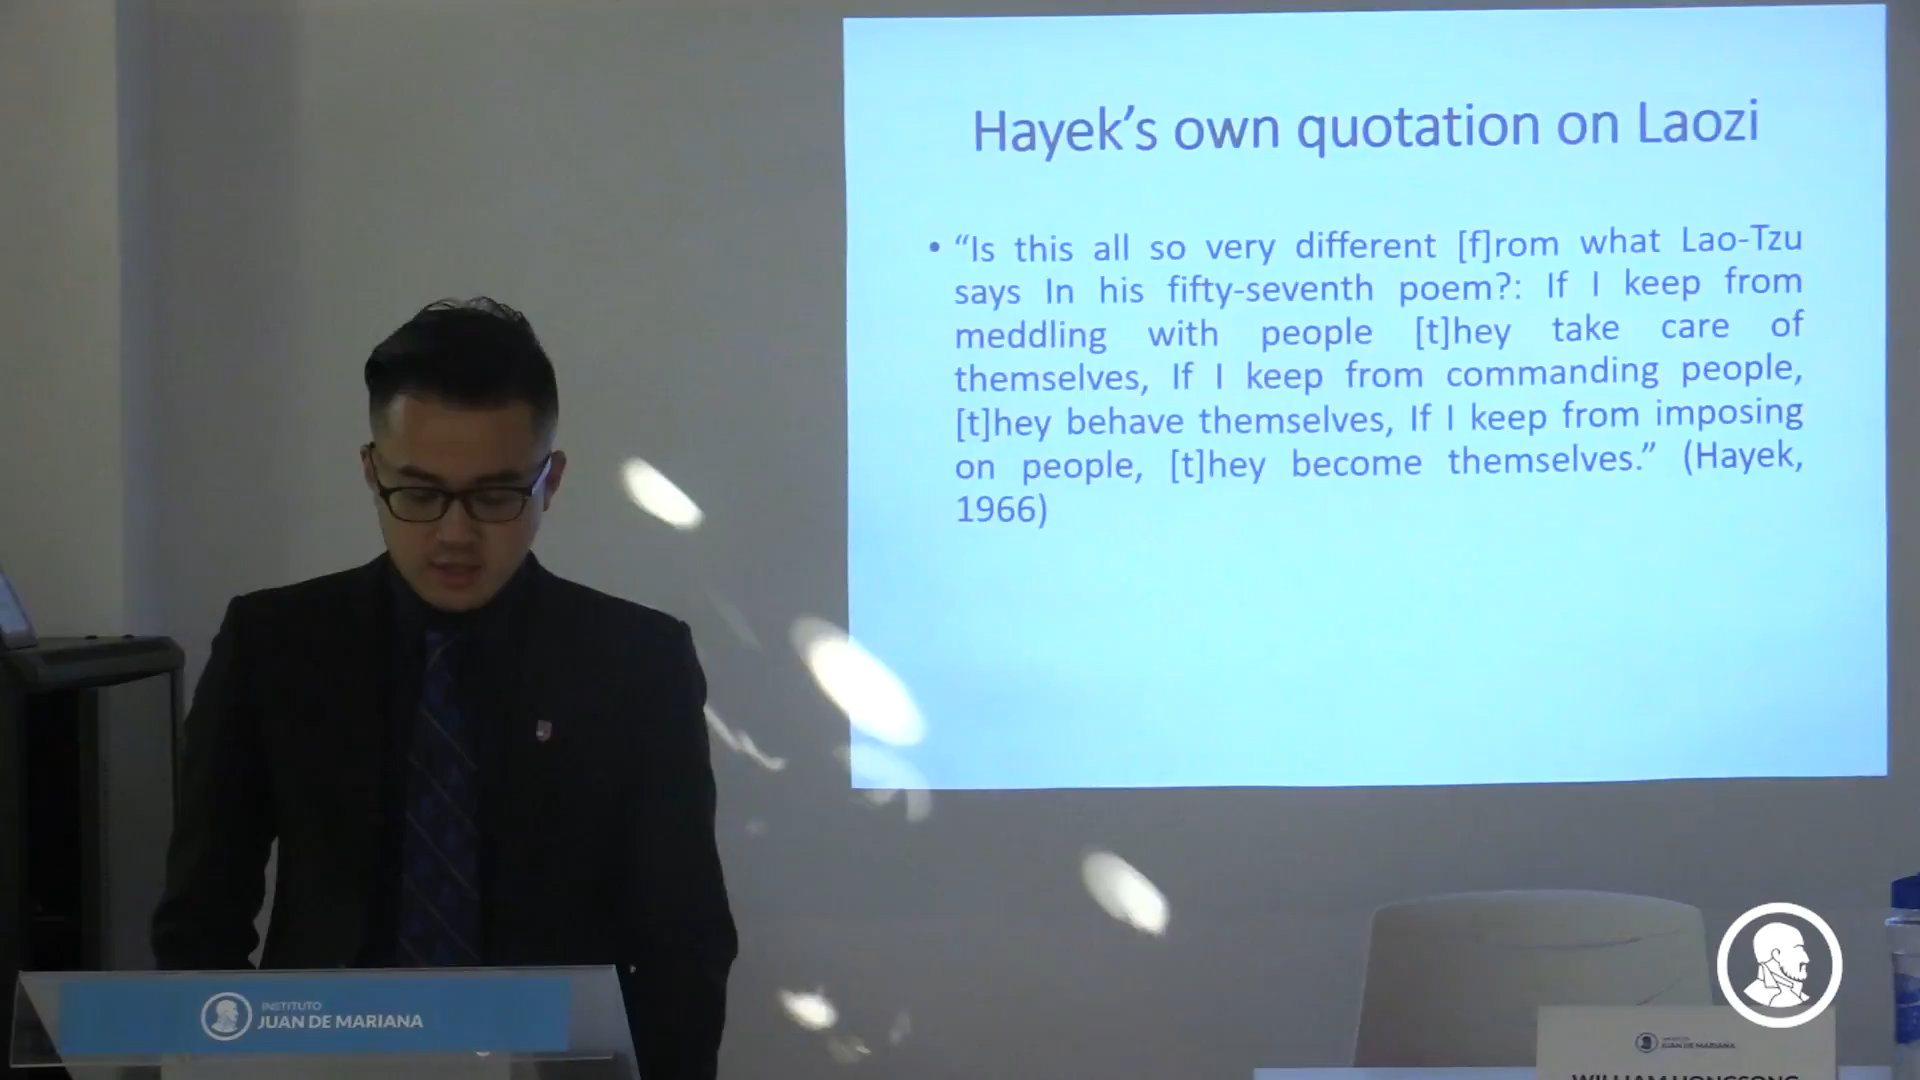 Hayek's own quotation on Laozi
• “Is this all so very different [f]rom what Lao-Tzu
says In his fifty-seventh poem?: If I keep from
meddling with people [t]hey take care of
themselves, If I keep from commanding people,
[t]hey behave themselves, If I keep from imposing
on people, [t]hey become themselves.” (Hayek,
1966)
INSTITUTO
JUAN DE MARIANA
JUAN DE MARIANA
WILLIAM HONGSONG